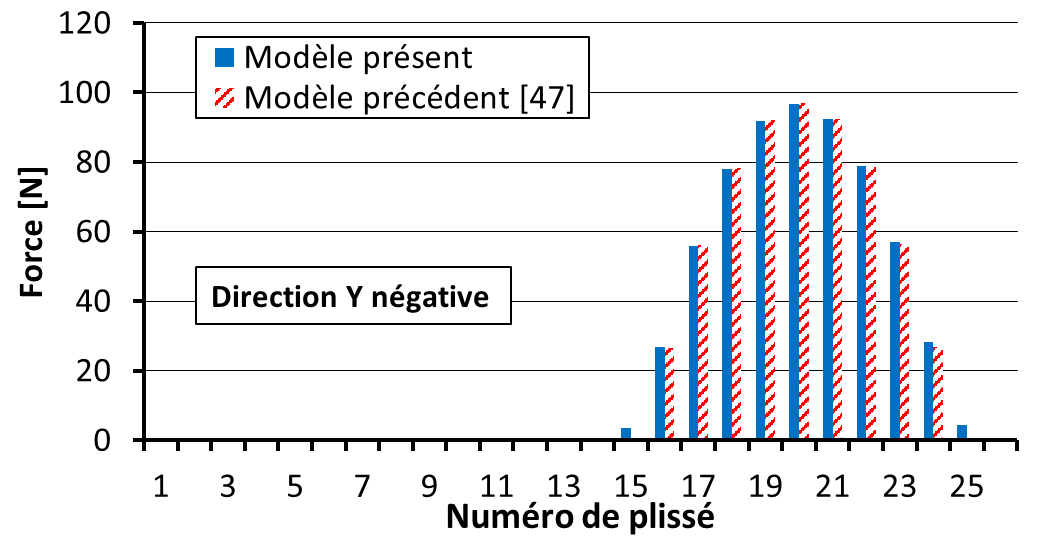 120
100
80
60
40
20
0
Force [N]
Modèle présent
Modèle précédent [47]
Direction Y négative
1 3 5 7 9 11 13 15 17 19 21 23 25
Numéro de plissé